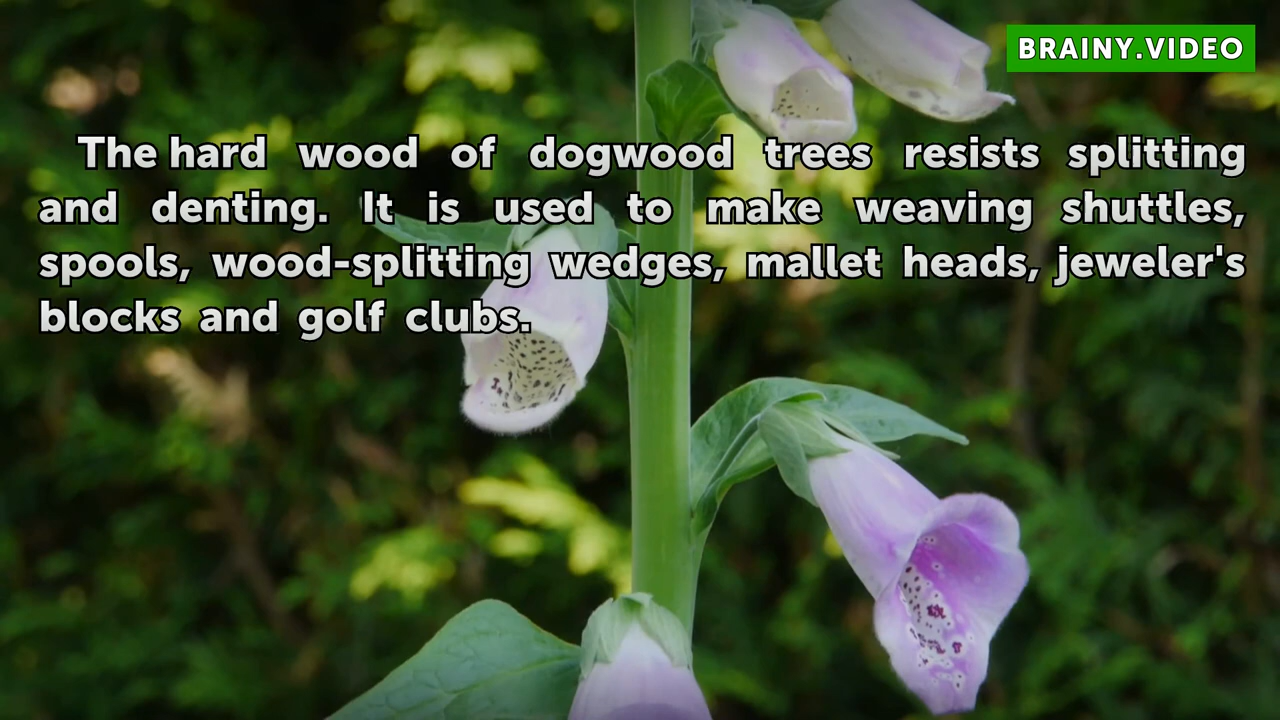 BRAINY.VIDEO
The hard wood of dogwood trees resists splitting
and denting. It is used to make weaving shuttles,
spools, wood-splitting wedges, mallet heads, jeweler's
blocks and golf clubs.